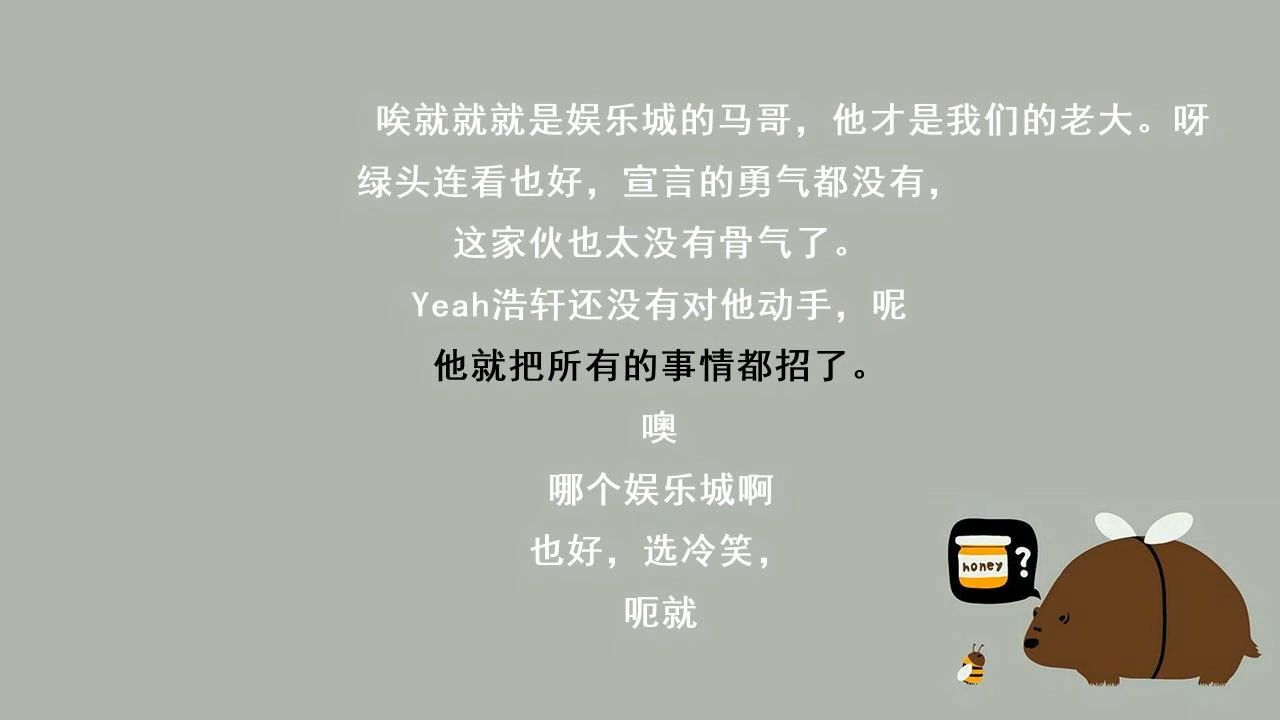 唉就就就是娱乐城的马哥，他才是我们的老大。呀
绿头连看也好，宣言的勇气都没有，
这家伙也太没有骨气了。
Yeah浩轩还没有对他动手，呢
他就把所有的事情都招了。
噢
哪个娱乐城啊
也好，选冷笑，
呃就
honey
?